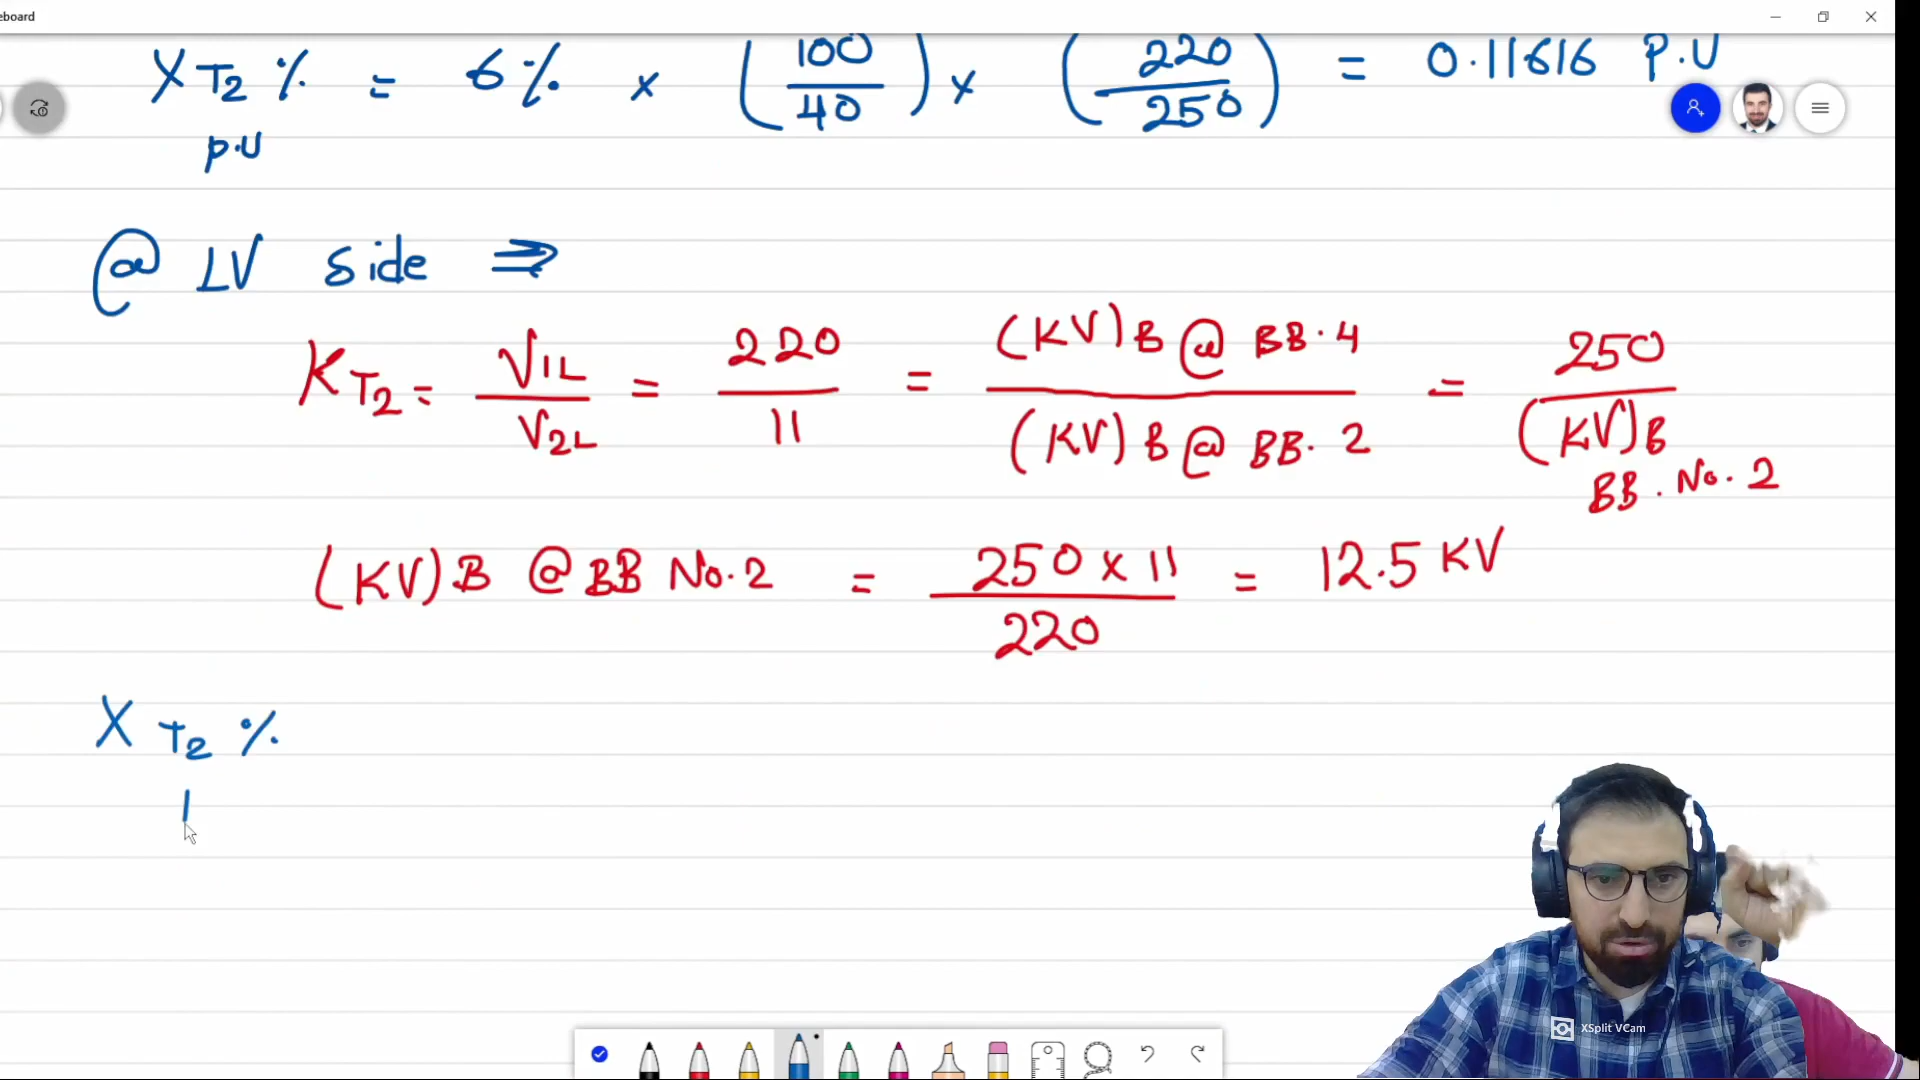 eboard
X T2 % = 6 % x (100/40) x (220/250) = 0.11616 P.U
p.U
@ LV side ⇒
KT2 = V1L/V2L = 220/11 = (KV)B @ BB.4/(KV)B @ BB.2 = 250/(KV)B BB. No. 2
(KV)B @ BB No.2 = 250 x 11/220 = 12.5 KV
X T2 %
XSplit VCam